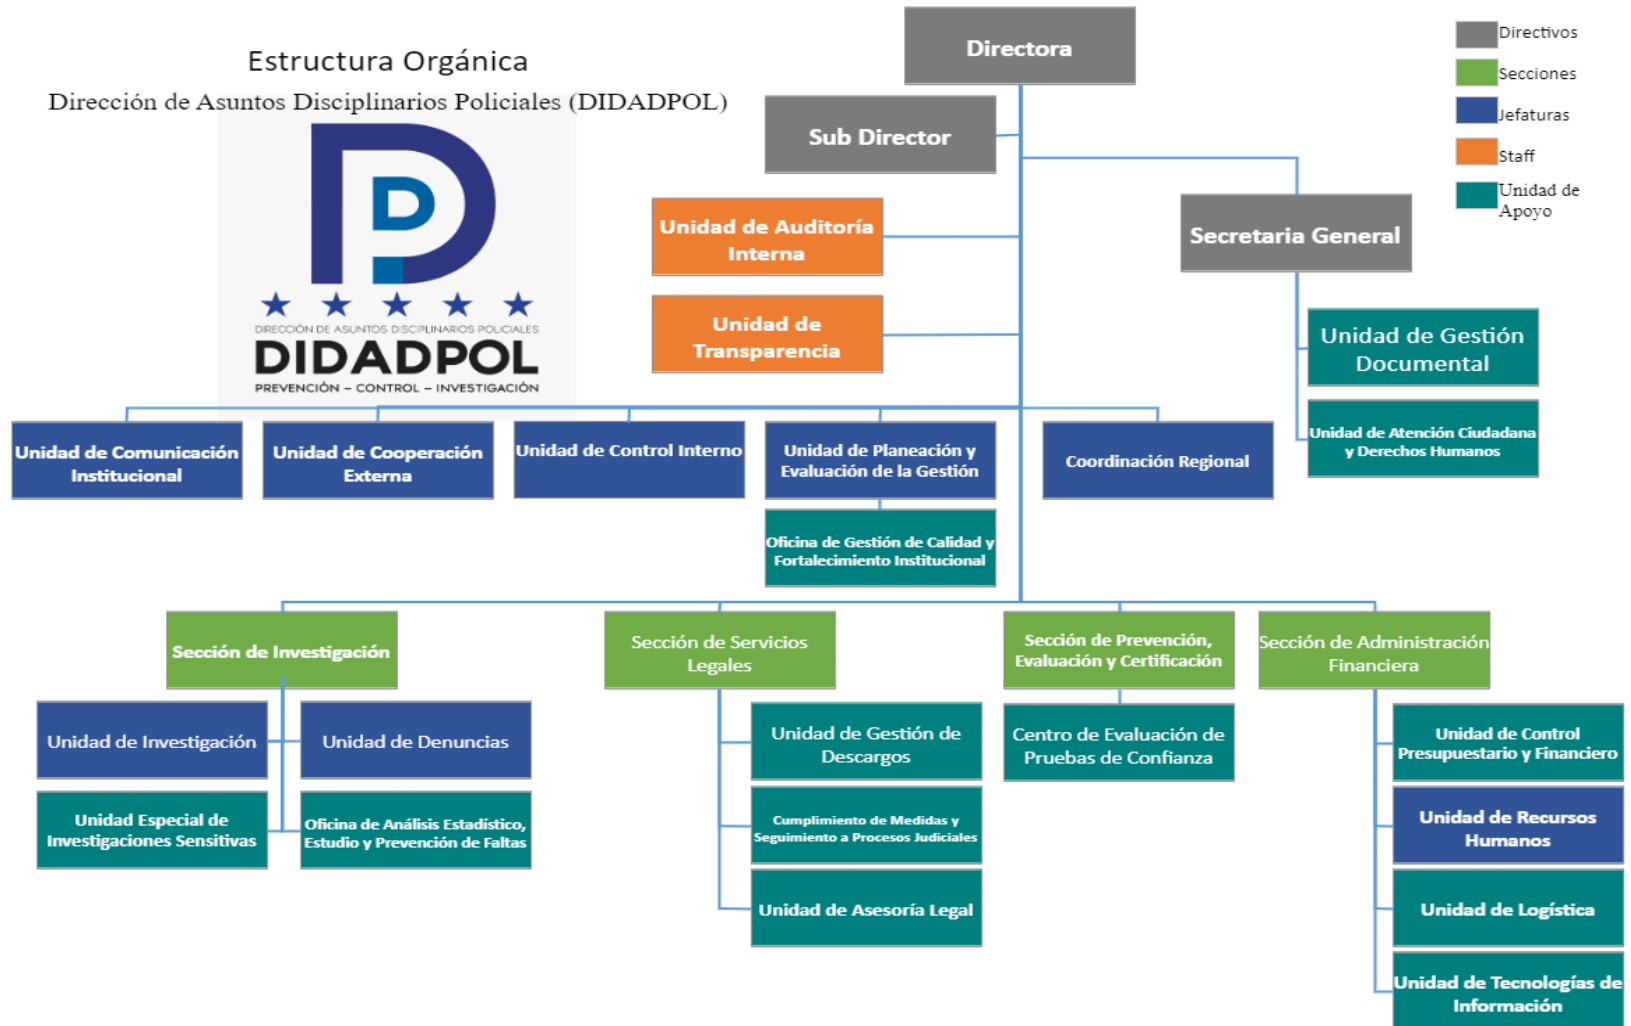 Estructura Orgánica
Dirección de Asuntos Disciplinarios Policiales (DIDADPOL)
DIRECCIÓN DE ASUNTOS DISCIPLINARIOS POLICIALES
DIDADPOL
PREVENCIÓN – CONTROL – INVESTIGACIÓN
Directora
Sub Director
Directivos
Secciones
Jefaturas
Staff
Unidad de
Apoyo
Unidad de Auditoría
Interna
Unidad de
Transparencia
Secretaria General
Unidad de Gestión
Documental
Unidad de Atención Ciudadana
y Derechos Humanos
Unidad de Comunicación
Institucional
Unidad de Cooperación
Externa
Unidad de Control Interno
Unidad de Planeación y
Evaluación de la Gestión
Coordinación Regional
Oficina de Gestión de Calidad y
Fortalecimiento Institucional
Sección de Investigación
Unidad de Investigación
Unidad de Denuncias
Unidad Especial de
Investigaciones Sensitivas
Oficina de Análisis Estadístico,
Estudio y Prevención de Faltas
Sección de Servicios
Legales
Unidad de Gestión de
Descargos
Cumplimiento de Medidas y
Seguimiento a Procesos Judiciales
Unidad de Asesoría Legal
Sección de Prevención,
Evaluación y Certificación
Centro de Evaluación de
Pruebas de Confianza
Sección de Administración
Financiera
Unidad de Control
Presupuestario y Financiero
Unidad de Recursos
Humanos
Unidad de Logística
Unidad de Tecnologías de
Información